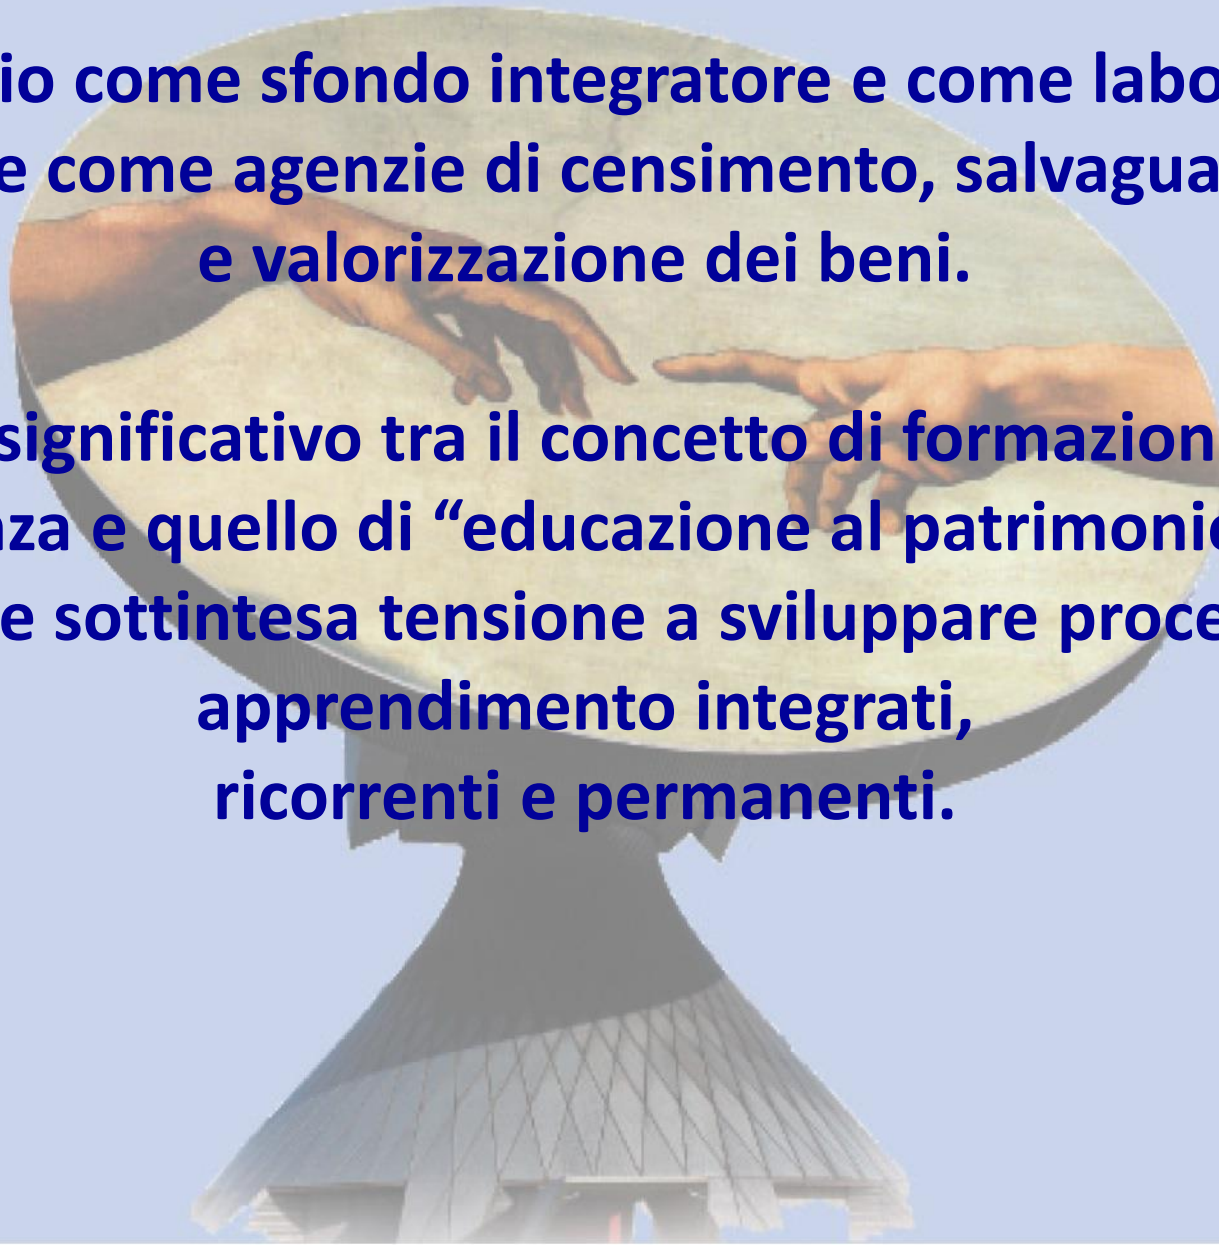 io come sfondo integratore e come labo
e come agenzie di censimento, salvagua
e valorizzazione dei beni.
significativo tra il concetto di formazion
nza e quello di “educazione al patrimonio
e sottintesa tensione a sviluppare proce
apprendimento integrati,
ricorrenti e permanenti.